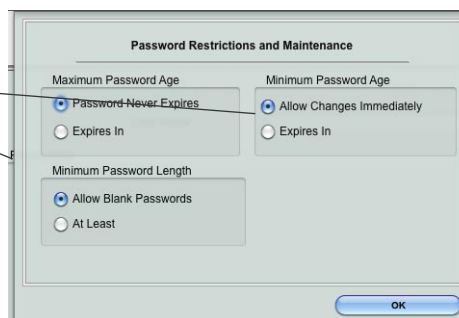 Password Restrictions and Maintenance
Maximum Password Age
Minimum Password Age
Password Never Expires
Allow Changes Immediately
Expires In
Expires In
Minimum Password Length
Allow Blank Passwords
At Least
OK